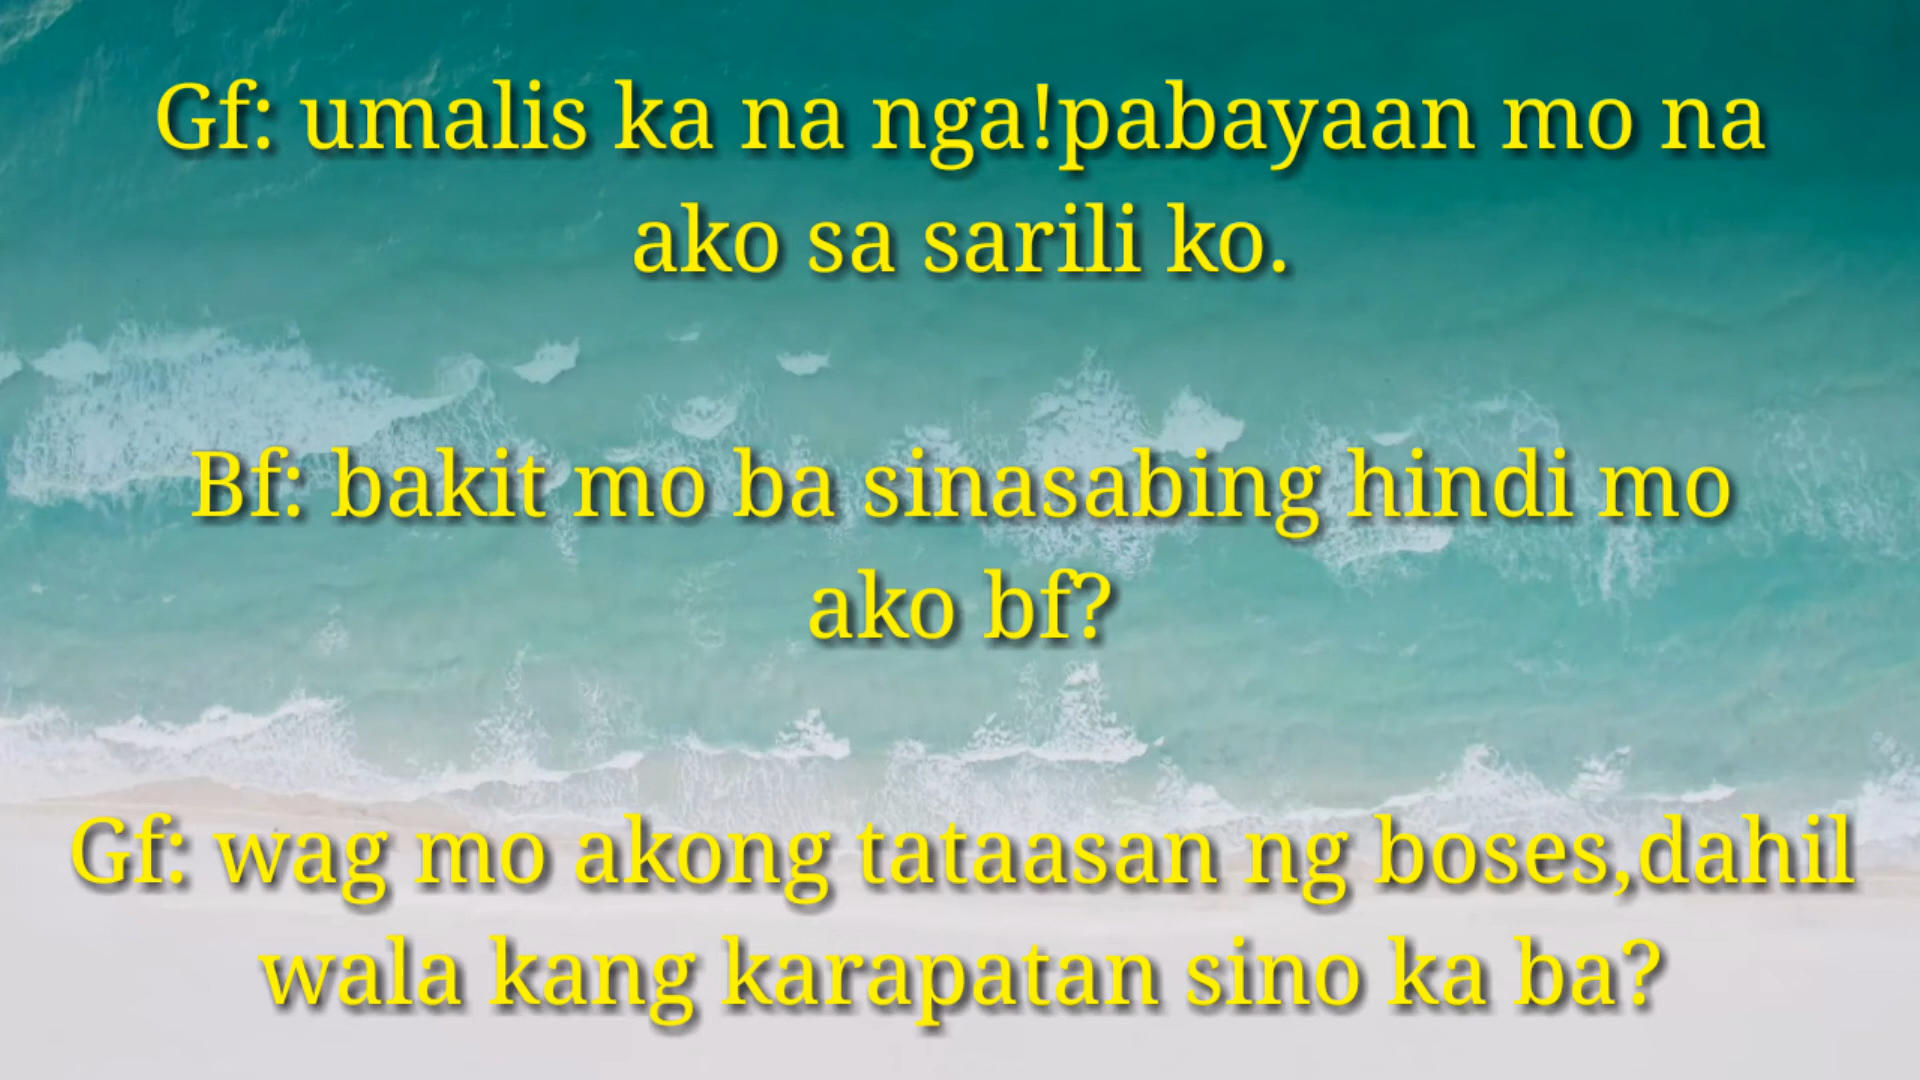 Gf: umalis ka na nga!pabayaan mo na
ako sa sarili ko.
Bf: bakit mo ba sinasabing hindi mo
ako bf?
Gf: wag mo akong tataasan ng boses,dahil
wala kang karapatan sino ka ba?